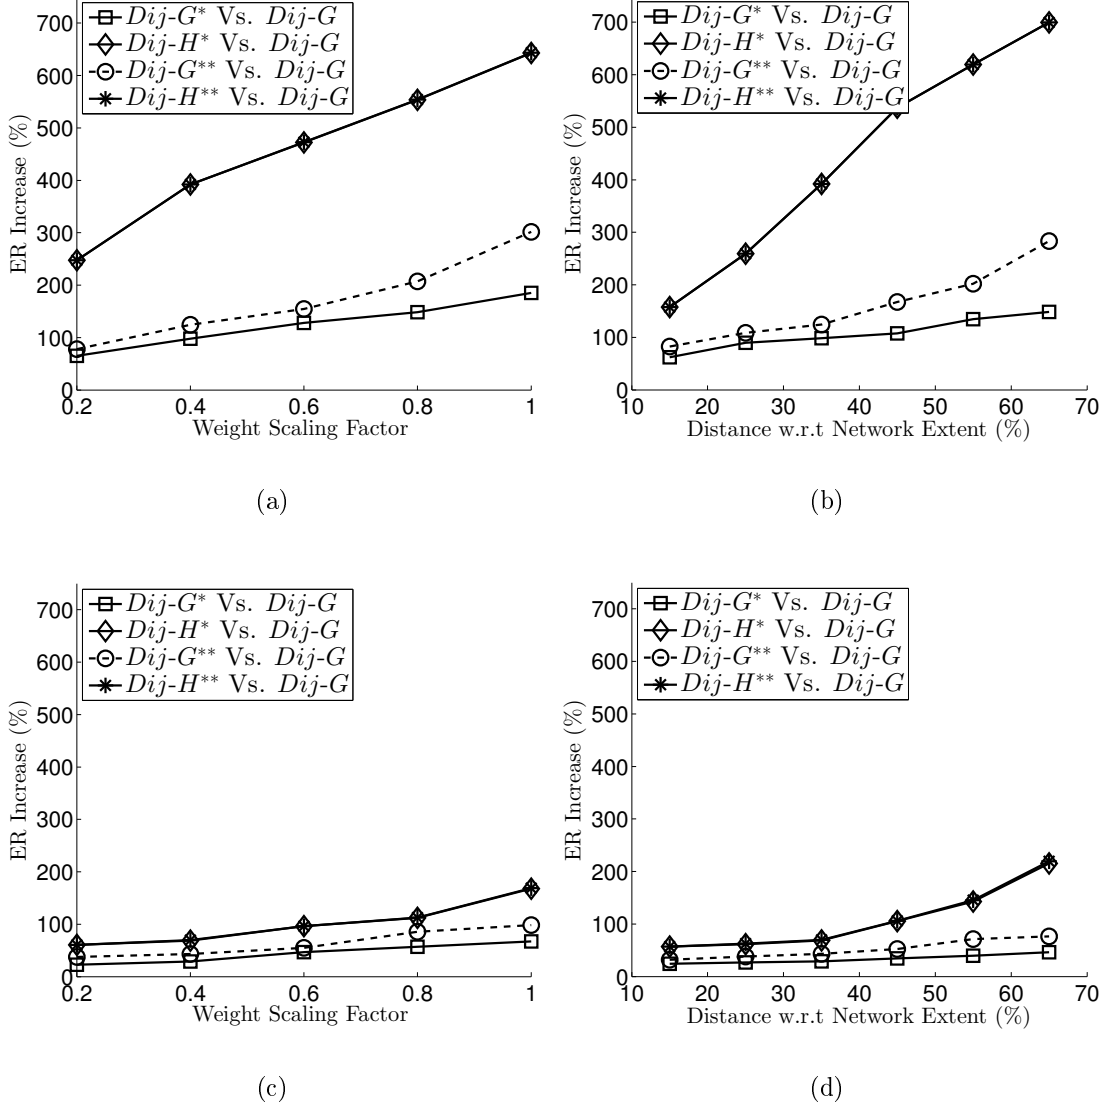 Dij-G* Vs. Dij-G
Dij-H* Vs. Dij-G
Dij-G** Vs. Dij-G
Dij-H** Vs. Dij-G
ER Increase (%)
700
600
500
400
300
200
100
0
0.2 0.4 0.6 0.8 1
Weight Scaling Factor
(a)
Dij-G* Vs. Dij-G
Dij-H* Vs. Dij-G
Dij-G** Vs. Dij-G
Dij-H** Vs. Dij-G
ER Increase (%)
700
600
500
400
300
200
100
0
10 20 30 40 50 60 70
Distance w.r.t Network Extent (%)
(b)
Dij-G* Vs. Dij-G
Dij-H* Vs. Dij-G
Dij-G** Vs. Dij-G
Dij-H** Vs. Dij-G
ER Increase (%)
700
600
500
400
300
200
100
0
0.2 0.4 0.6 0.8 1
Weight Scaling Factor
(c)
Dij-G* Vs. Dij-G
Dij-H* Vs. Dij-G
Dij-G** Vs. Dij-G
Dij-H** Vs. Dij-G
ER Increase (%)
700
600
500
400
300
200
100
0
10 20 30 40 50 60 70
Distance w.r.t Network Extent (%)
(d)